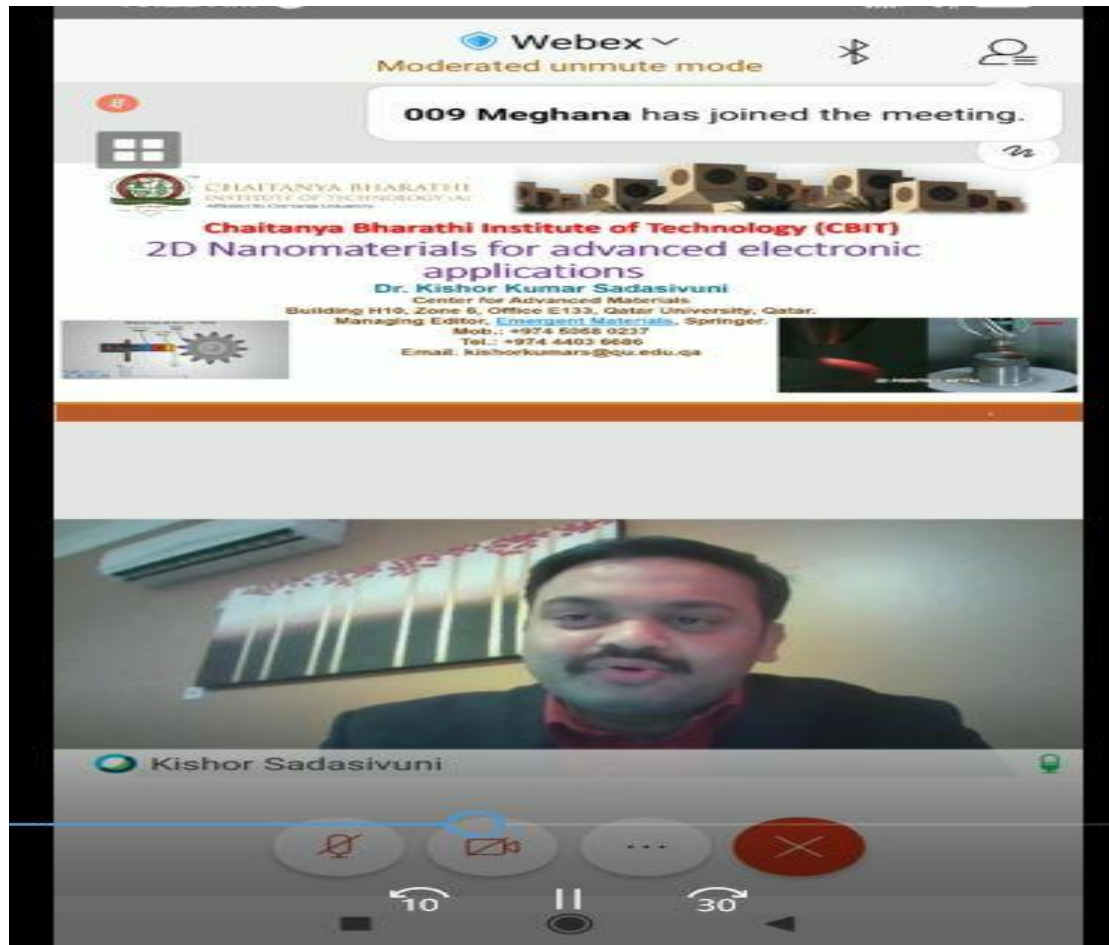 Webex
Moderated unmute mode
009 Meghana has joined the meeting.
CHAITANYA BHARATHI
INSTITUTE OF TECHNOLOGY (A)
Chaitanya Bharathi Institute of Technology (CBIT)
2D Nanomaterials for advanced electronic
applications
Dr. Kishor Kumar Sadasivuni
Center for Advanced Materials
Building H10, Zone 6, Office E133, Qatar University, Qatar.
Managing Editor, Emergent Materials, Springer.
Mob.: +974
Tel.: +974 4403 6686
Email: kishorkumars@qu.edu.qa
Kishor Sadasivuni
10
30